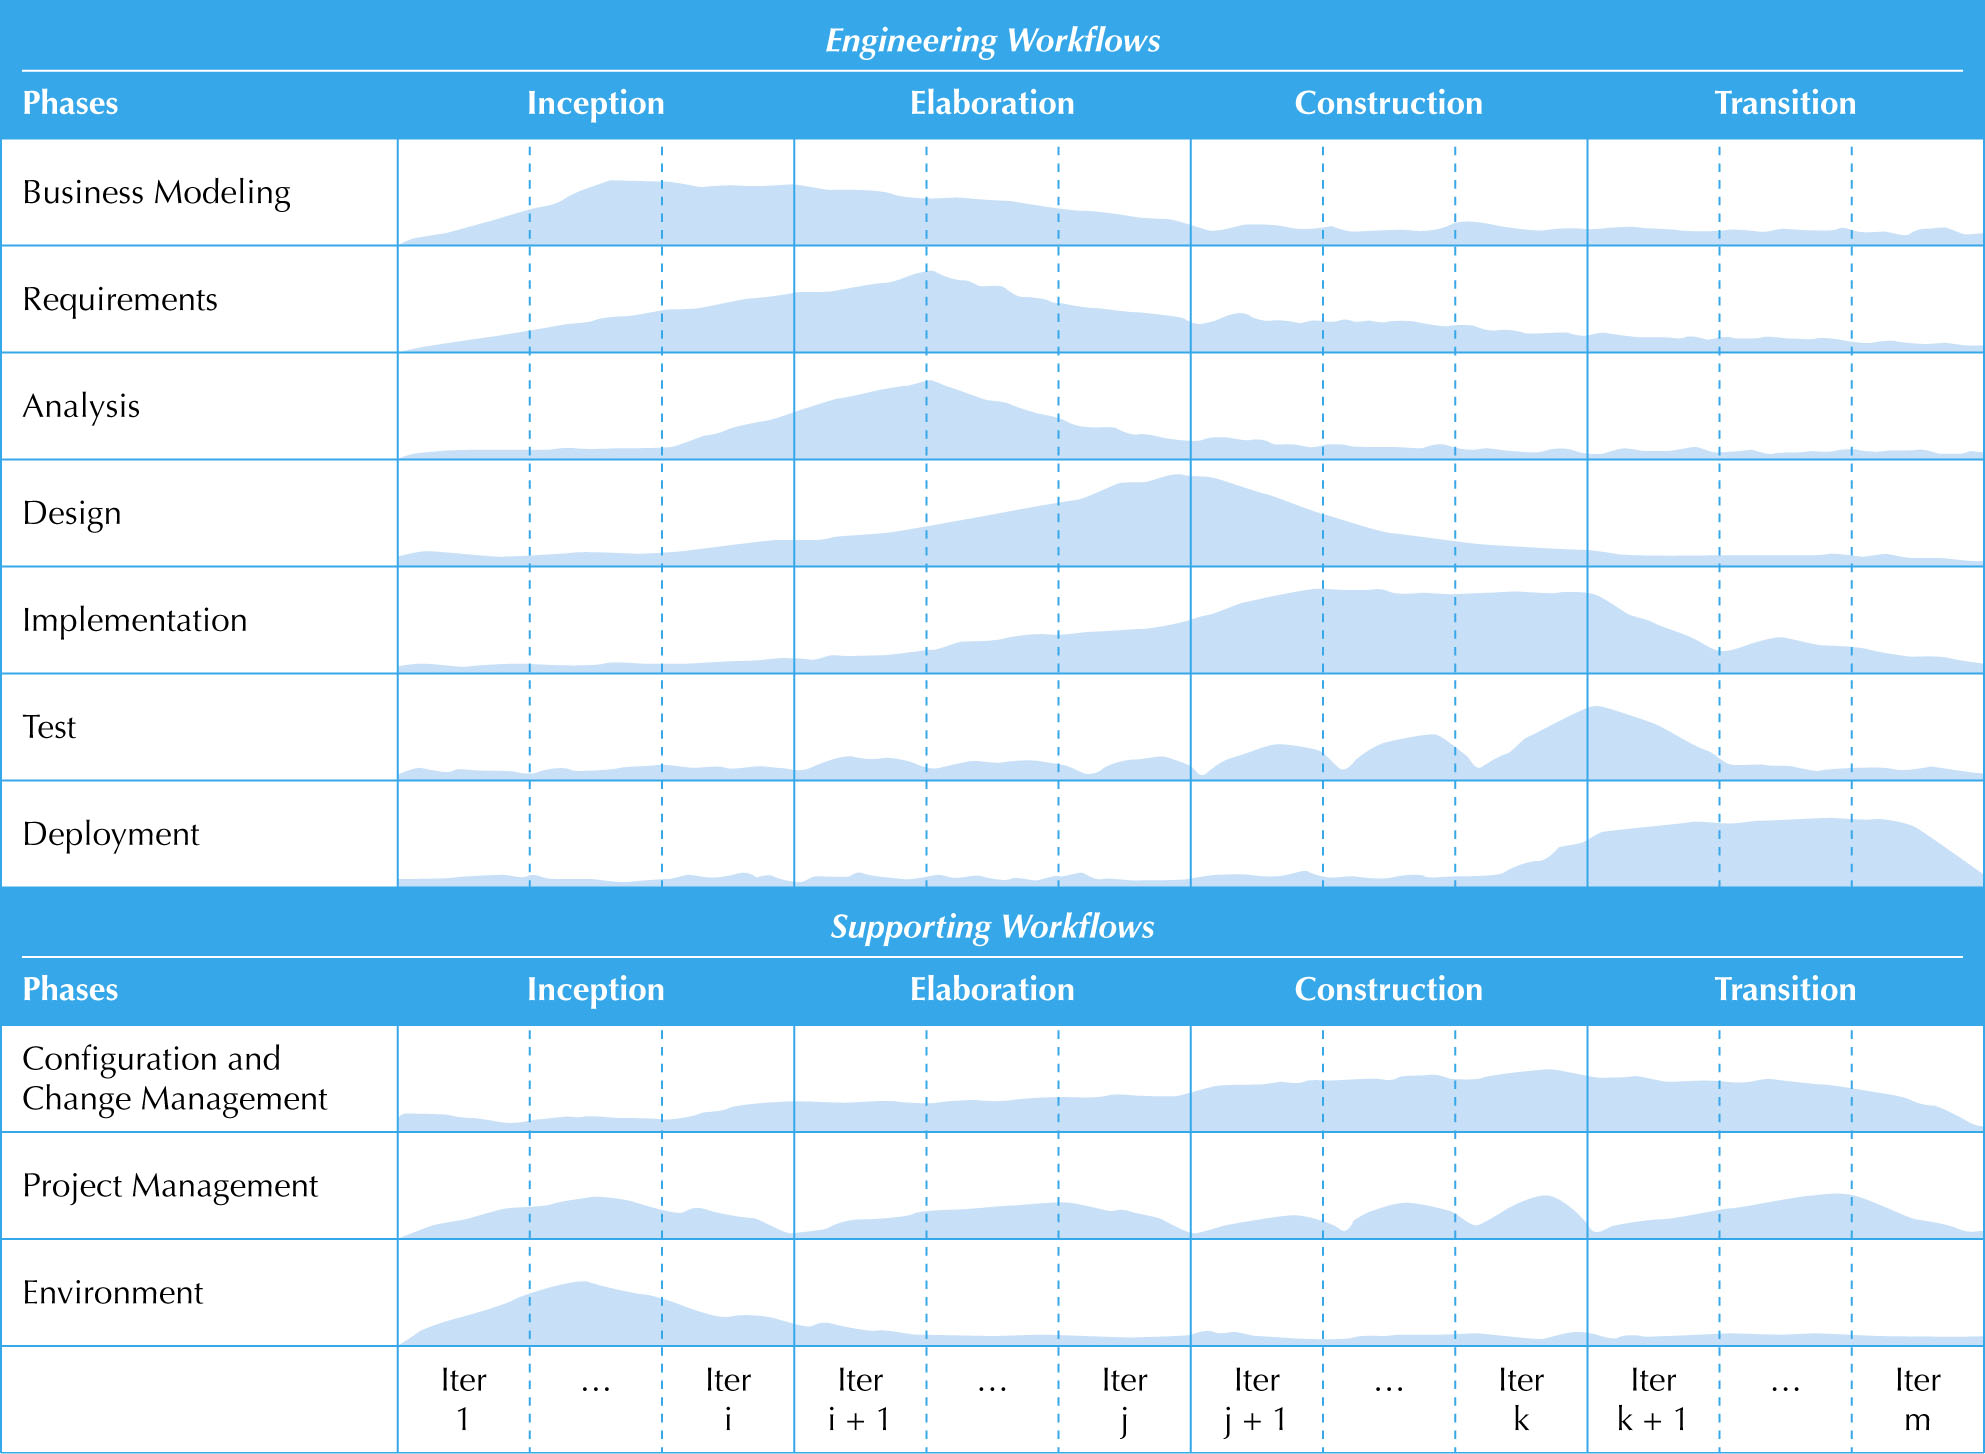 Engineering Workflows
Phases Inception Elaboration Construction Transition
Business Modeling
Requirements
Analysis
Design
Implementation
Test
Deployment
Supporting Workflows
Phases Inception Elaboration Construction Transition
Configuration and
Change Management
Project Management
Environment
Iter … Iter Iter … Iter Iter … Iter Iter … Iter
1 i i + 1 j j + 1 k k + 1 m